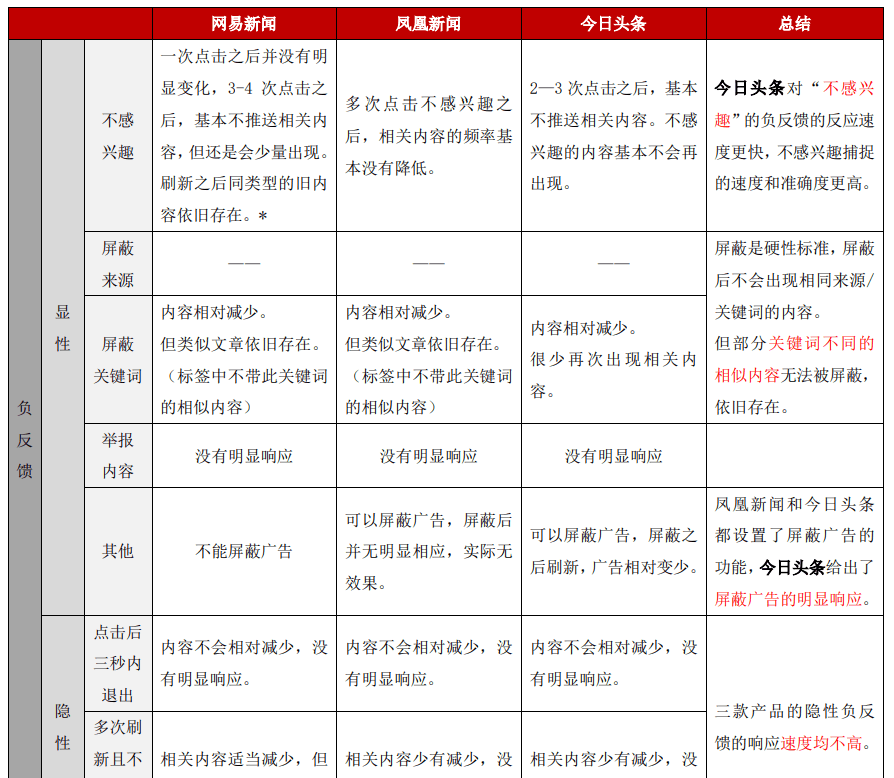 网易新闻 凤凰新闻 今日头条 总结
负
反
馈
显
性
不感
兴趣
一次点击之后并没有明
显变化，3-4 次点击之
后，基本不推送相关内
容，但还是会少量出现。
刷新之后同类型的旧内
容依旧存在。*
多次点击不感兴趣之
后，相关内容的频率基
本没有降低。
2—3 次点击之后，基本
不推送相关内容。不感
兴趣的内容基本不会再
出现。
今日头条对“不感兴
趣”的负反馈的反应速
度更快，不感兴趣捕捉
的速度和准确度更高。
屏蔽
来源
——
——
——
屏蔽是硬性标准，屏蔽
后不会出现相同来源/
关键词的内容。
但部分关键词不同的
相似内容无法被屏蔽，
依旧存在。
屏蔽
关键词
内容相对减少。
但类似文章依旧存在。
（标签中不带此关键词
的相似内容）
内容相对减少。
但类似文章依旧存在。
（标签中不带此关键词
的相似内容）
内容相对减少。
很少再次出现相关内
容。
举报
内容
没有明显响应
没有明显响应
没有明显响应
其他
不能屏蔽广告
可以屏蔽广告，屏蔽后
并无明显相应，实际无
效果。
可以屏蔽广告，屏蔽之
后刷新，广告相对变少。
凤凰新闻和今日头条
都设置了屏蔽广告的
功能，今日头条给出了
屏蔽广告的明显响应。
隐
性
点击后
三秒内
退出
内容不会相对减少，没
有明显响应。
内容不会相对减少，没
有明显响应。
内容不会相对减少，没
有明显响应。
三款产品的隐性负反
馈的响应速度均不高。
多次刷
新且不
相关内容适当减少，但
相关内容少有减少，没
相关内容少有减少，没